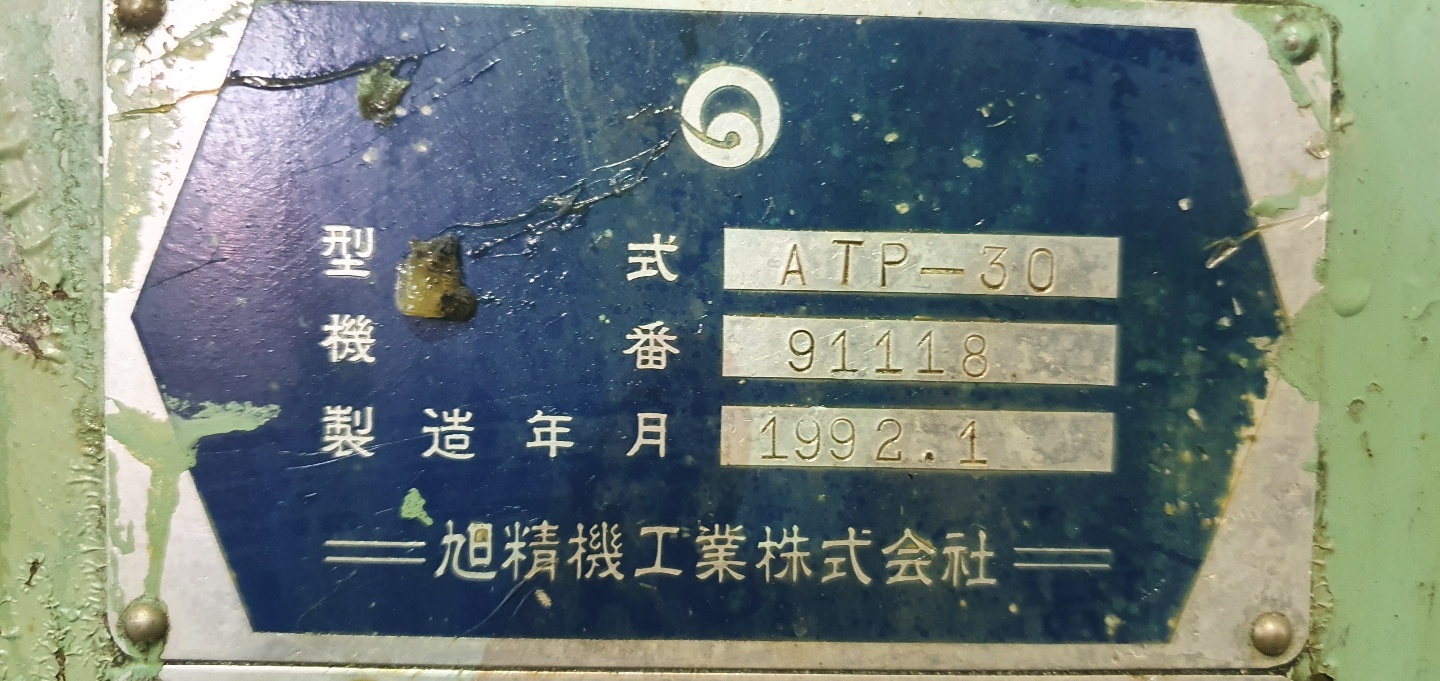 型式 ATP-30
機番 91118
製造年月 1992.1
旭精機工業株式会社